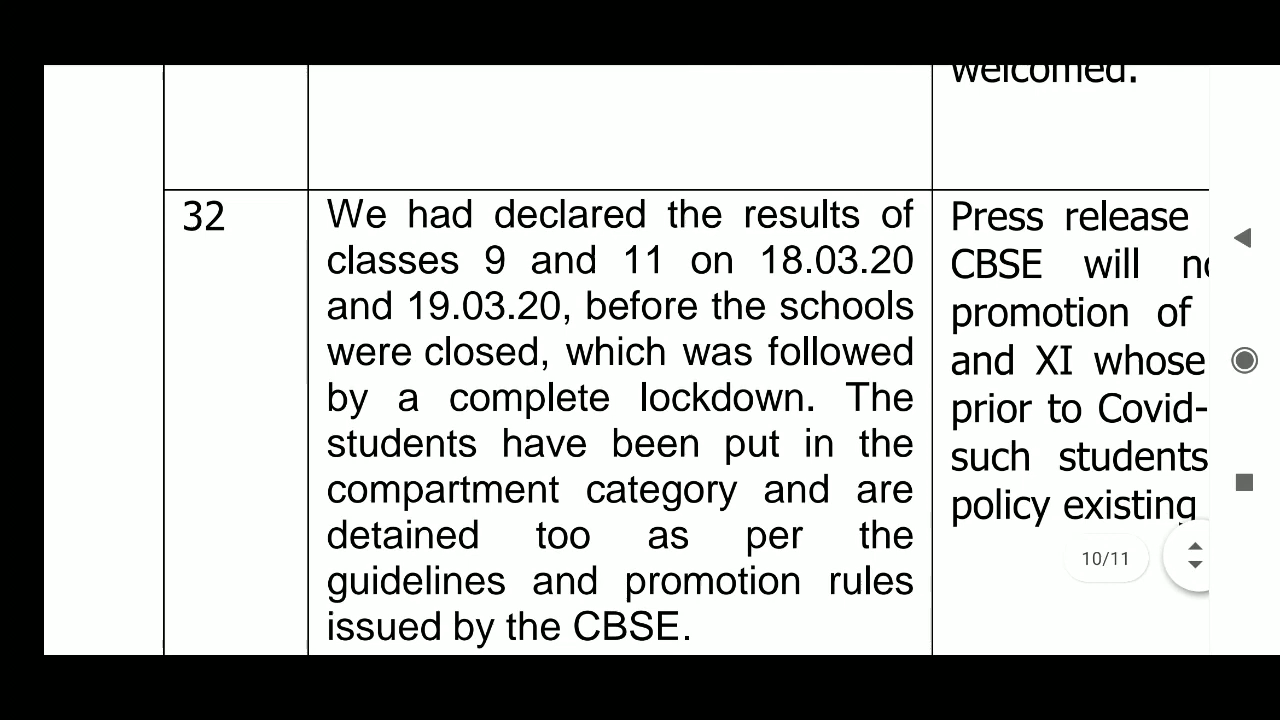 welcomed.
32
We had declared the results of
classes 9 and 11 on 18.03.20
and 19.03.20, before the schools
were closed, which was followed
by a complete lockdown. The
students have been put in the
compartment category and are
detained too as per the
guidelines and promotion rules
issued by the CBSE.
Press release
CBSE will
promotion of
and XI whose
prior to Covid-
such students
policy existing
10/11